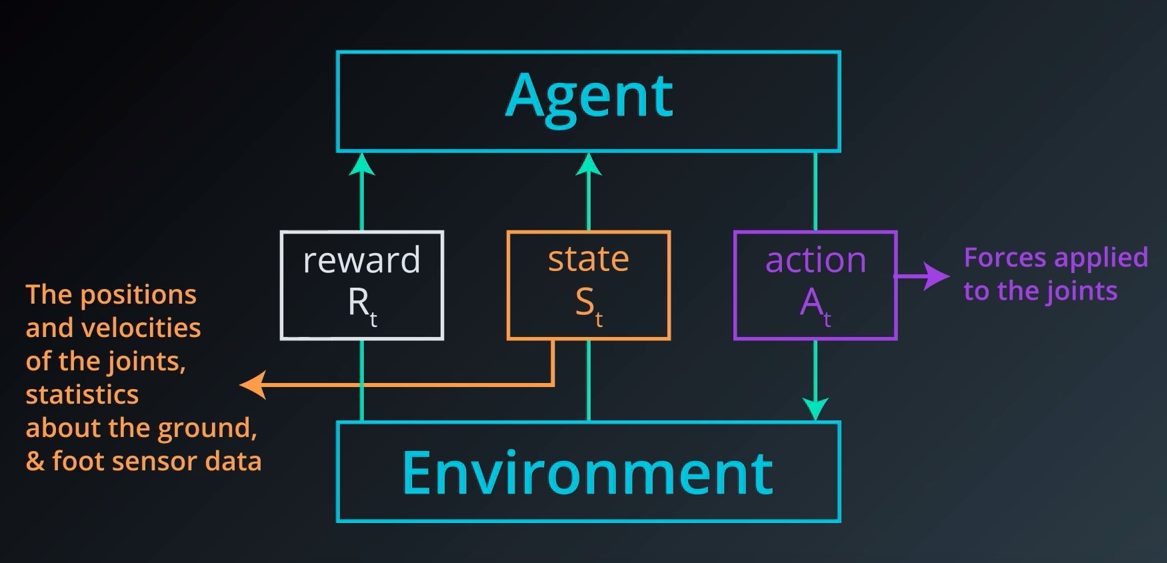 Agent
reward
R_t
state
S_t
action
A_t
Forces applied
to the joints
The positions
and velocities
of the joints,
statistics
about the ground,
& foot sensor data
Environment